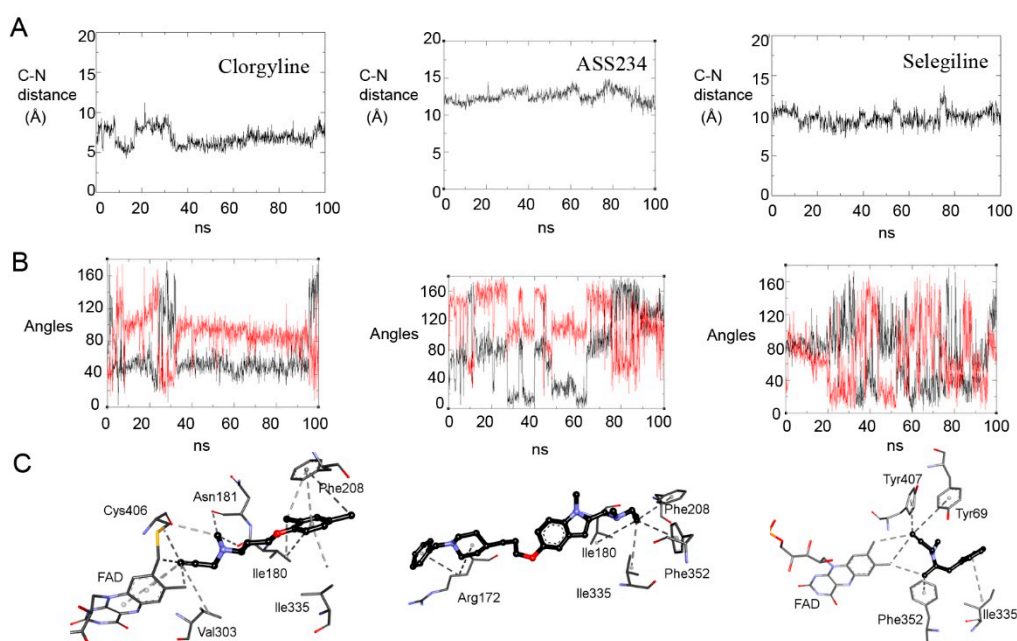 A
C-N
distance
(Å)
20
15
10
5
0
Clorgyline
0 20 40 60 80 100
ns
C-N
distance
(Å)
20
15
10
5
0
ASS234
0 20 40 60 80 100
ns
C-N
distance
(Å)
20
15
10
5
0
Selegiline
0 20 40 60 80 100
ns
B
Angles
160
120
80
40
0
0 20 40 60 80 100
ns
Angles
160
120
80
40
0
0 20 40 60 80 100
ns
Angles
160
120
80
40
0
0 20 40 60 80 100
ns
C
Cys406
Asn181
Phe208
FAD
Ile180
Ile335
Val303
Phe208
Ile180
Phe352
Arg172
Ile335
Tyr407
Tyr69
FAD
Phe352
Ile335